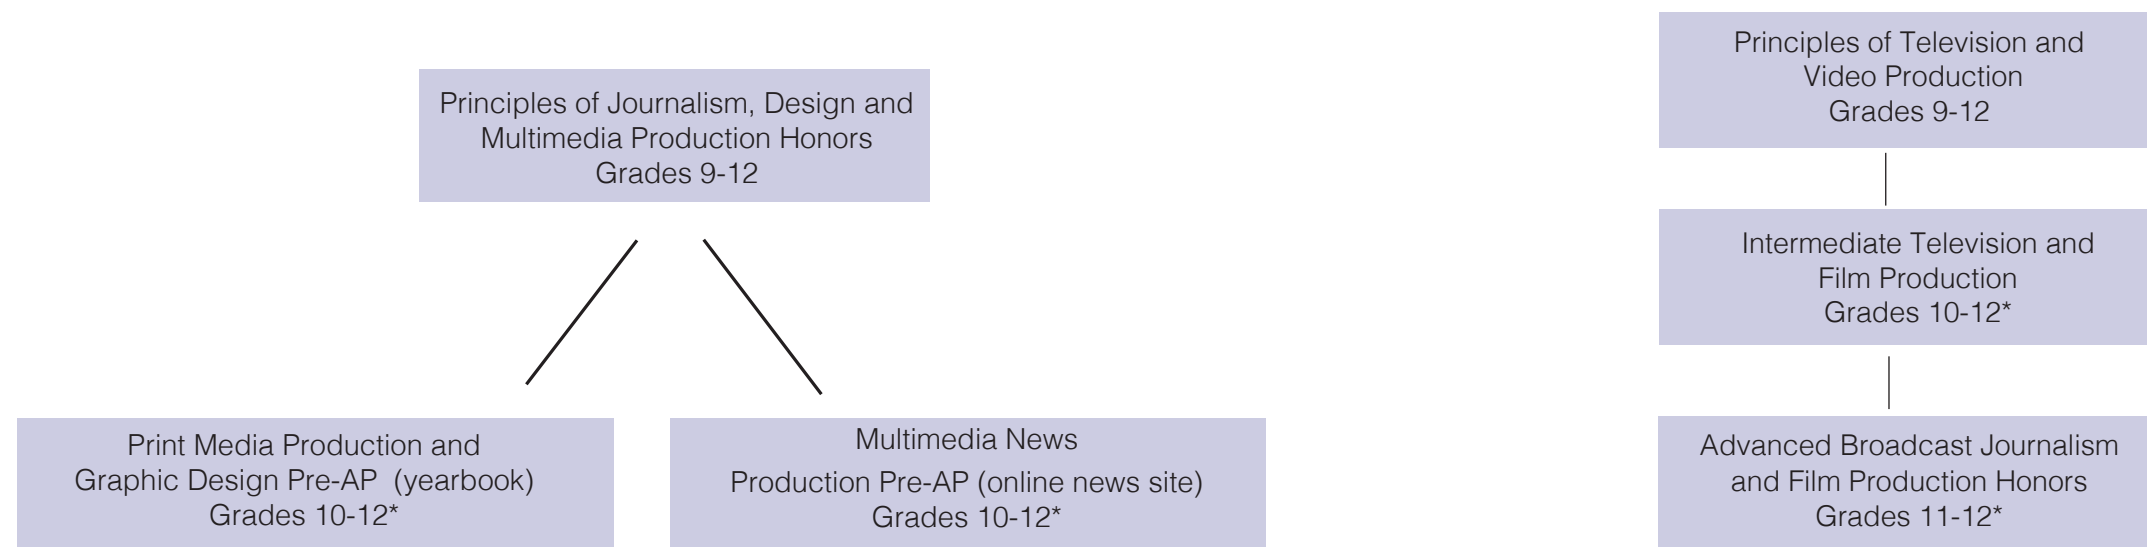 Principles of Journalism, Design and
Multimedia Production Honors
Grades 9-12
Print Media Production and
Graphic Design Pre-AP  (yearbook)
Grades 10-12*
Multimedia News
Production Pre-AP (online news site)
Grades 10-12*
Principles of Television and
Video Production
Grades 9-12
Intermediate Television and
Film Production
Grades 10-12*
Advanced Broadcast Journalism
and Film Production Honors
Grades 11-12*